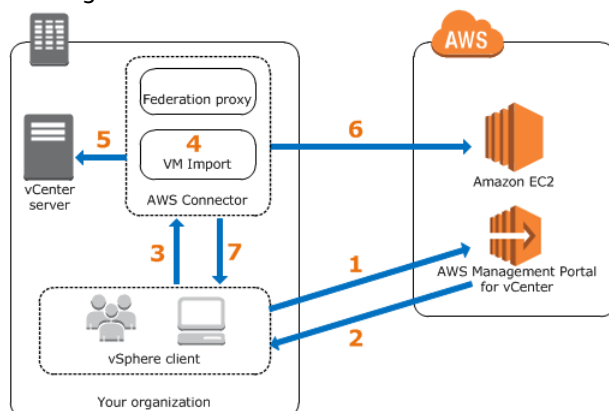 AWS
Federation proxy
5
4
6
VM Import
vCenter
server
AWS Connector
Amazon EC2
3
7
1
AWS Management Portal
for vCenter
2
vSphere client
Your organization